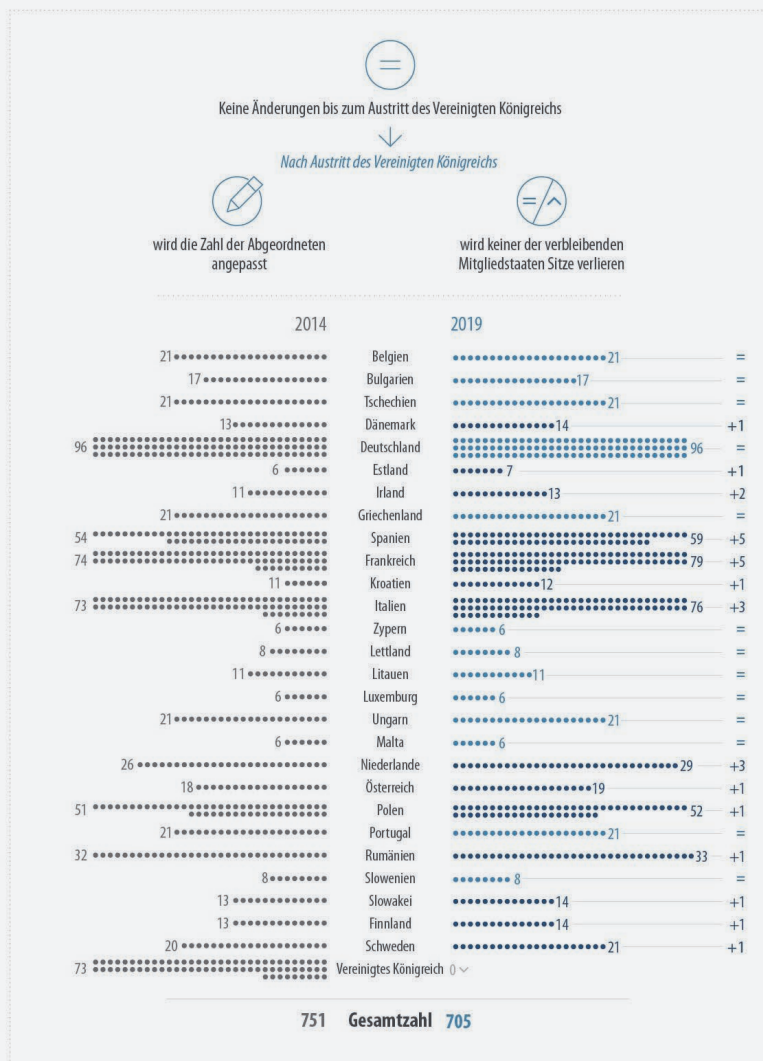 Keine Änderungen bis zum Austritt des Vereinigten Königreichs
Nach Austritt des Vereinigten Königreichs
wird die Zahl der Abgeordneten
angepasst
wird keiner der verbleibenden
Mitgliedstaaten Sitze verlieren
2014 2019
21 Belgien 21 =
17 Bulgarien 17 =
21 Tschechien 21 =
13 Dänemark 14 +1
96 Deutschland 96 =
6 Estland 7 +1
11 Irland 13 +2
21 Griechenland 21 =
54 Spanien 59 +5
74 Frankreich 79 +5
11 Kroatien 12 +1
73 Italien 76 +3
6 Zypern 6 =
8 Lettland 8 =
11 Litauen 11 =
6 Luxemburg 6 =
21 Ungarn 21 =
6 Malta 6 =
26 Niederlande 29 +3
18 Österreich 19 +1
51 Polen 52 +1
21 Portugal 21 =
32 Rumänien 33 +1
8 Slowenien 8 =
13 Slowakei 14 +1
13 Finnland 14 +1
20 Schweden 21 +1
73 Vereinigtes Königreich 0
751 Gesamtzahl 705